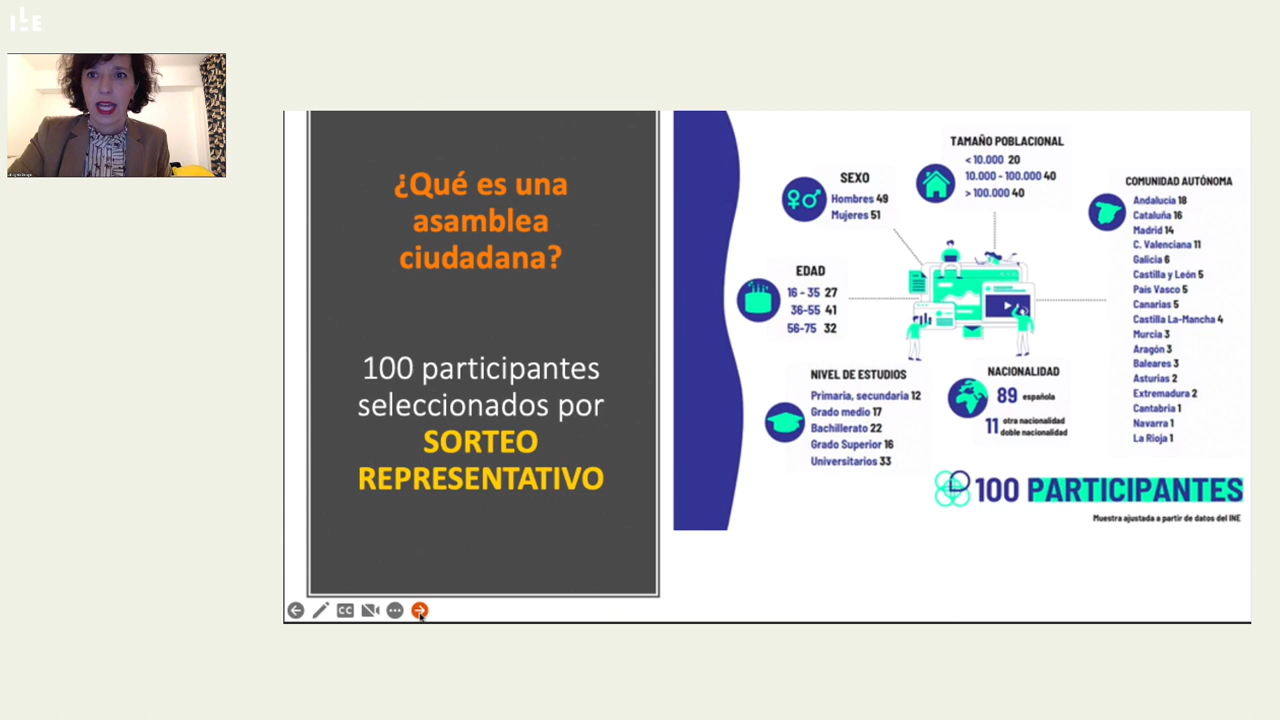 ILE
¿Qué es una
asamblea
ciudadana?
100 participantes
seleccionados por
SORTEO
REPRESENTATIVO
SEXO
Hombres 49
Mujeres 51
TAMAÑO POBLACIONAL
< 10.000 20
10.000 - 100.000 40
> 100.000 40
COMUNIDAD AUTÓNOMA
Andalucía 18
Cataluña 16
Madrid 14
C. Valenciana 11
Galicia 6
Castilla y León 5
País Vasco 5
Canarias 5
Castilla La-Mancha 4
Murcia 3
Aragón 3
Baleares 3
Asturias 2
Extremadura 2
Cantabria 1
Navarra 1
La Rioja 1
EDAD
16 - 35 27
36-55 41
56-75 32
NIVEL DE ESTUDIOS
Primaria, secundaria 12
Grado medio 17
Bachillerato 22
Grado Superior 16
Universitarios 33
NACIONALIDAD
89 española
11 otra nacionalidad
doble nacionalidad
100 PARTICIPANTES
Muestra ajustada a partir de datos del INE
CC